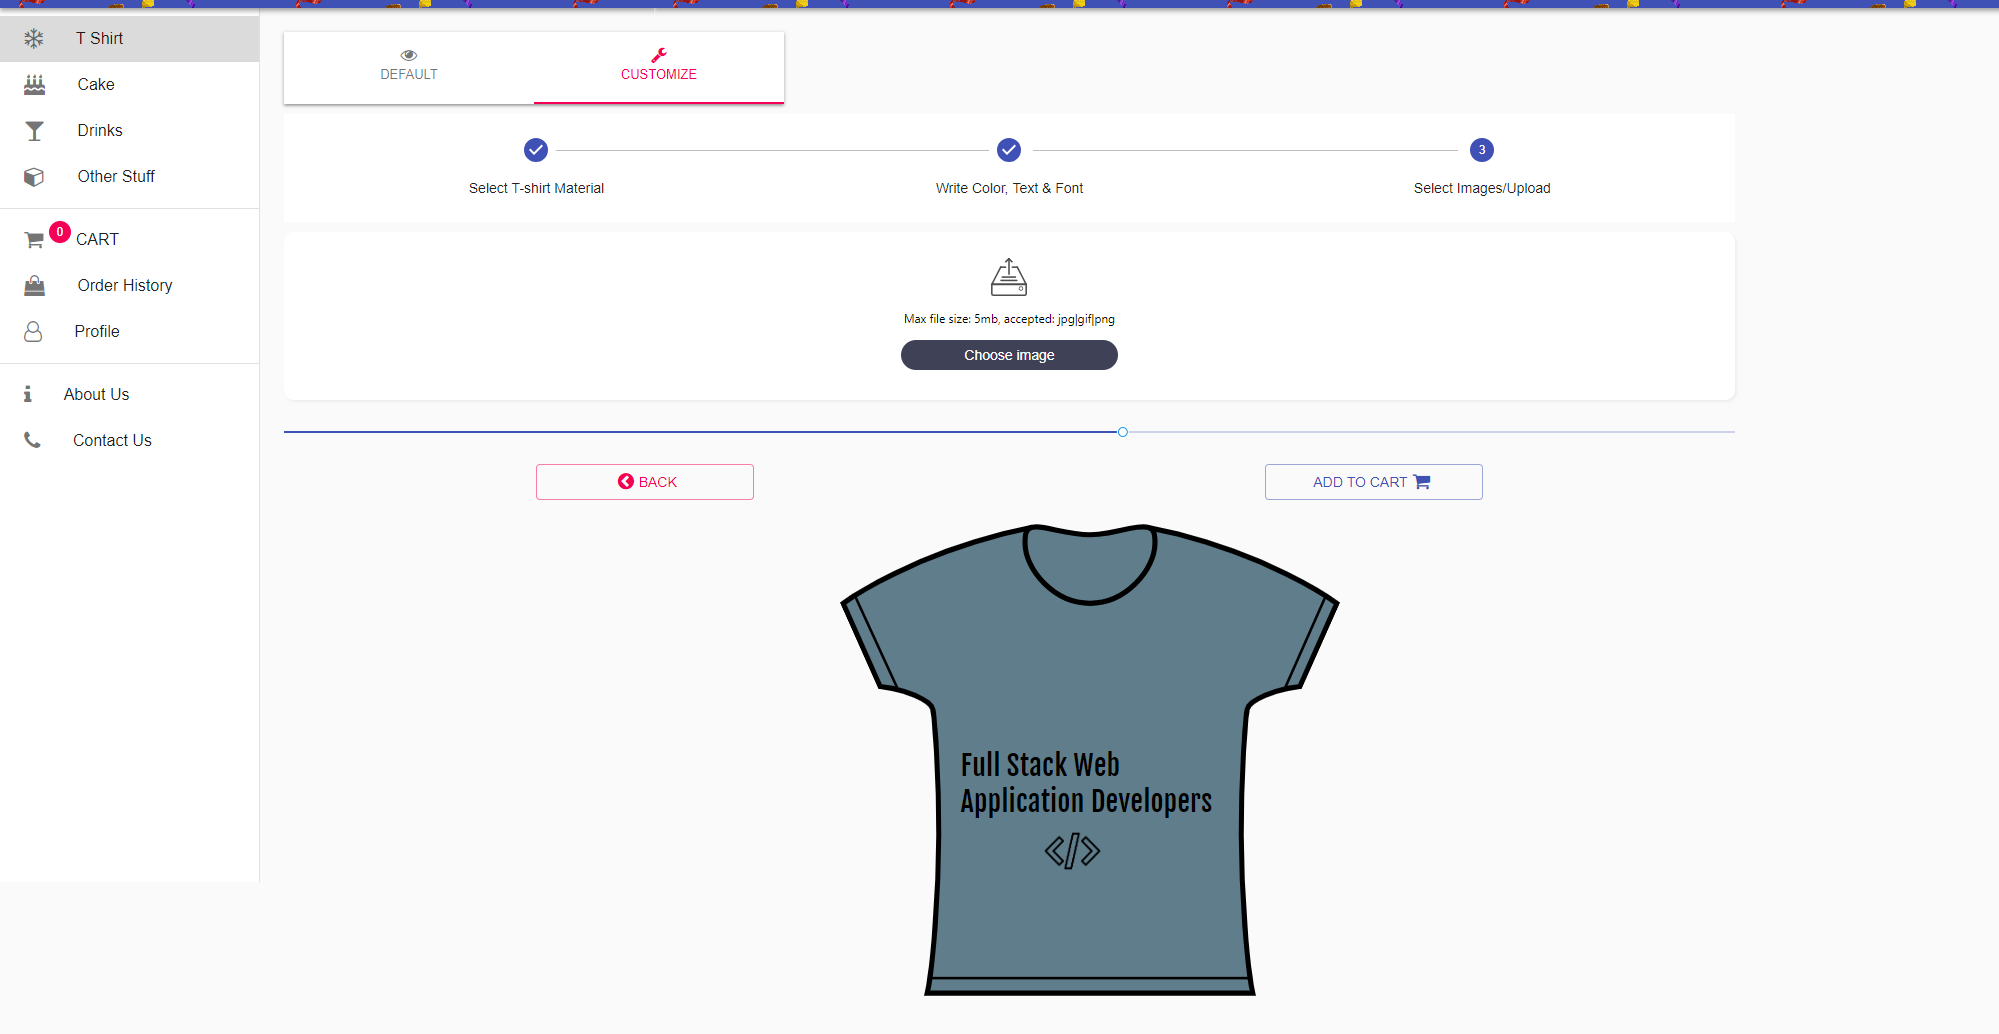 T Shirt
Cake
Drinks
Other Stuff
0 CART
Order History
Profile
About Us
Contact Us
DEFAULT
CUSTOMIZE
3
Select T-shirt Material
Write Color, Text & Font
Select Images/Upload
Max file size: 5mb, accepted: jpg|gif|png
Choose image
BACK
ADD TO CART
Full Stack Web
Application Developers
</>